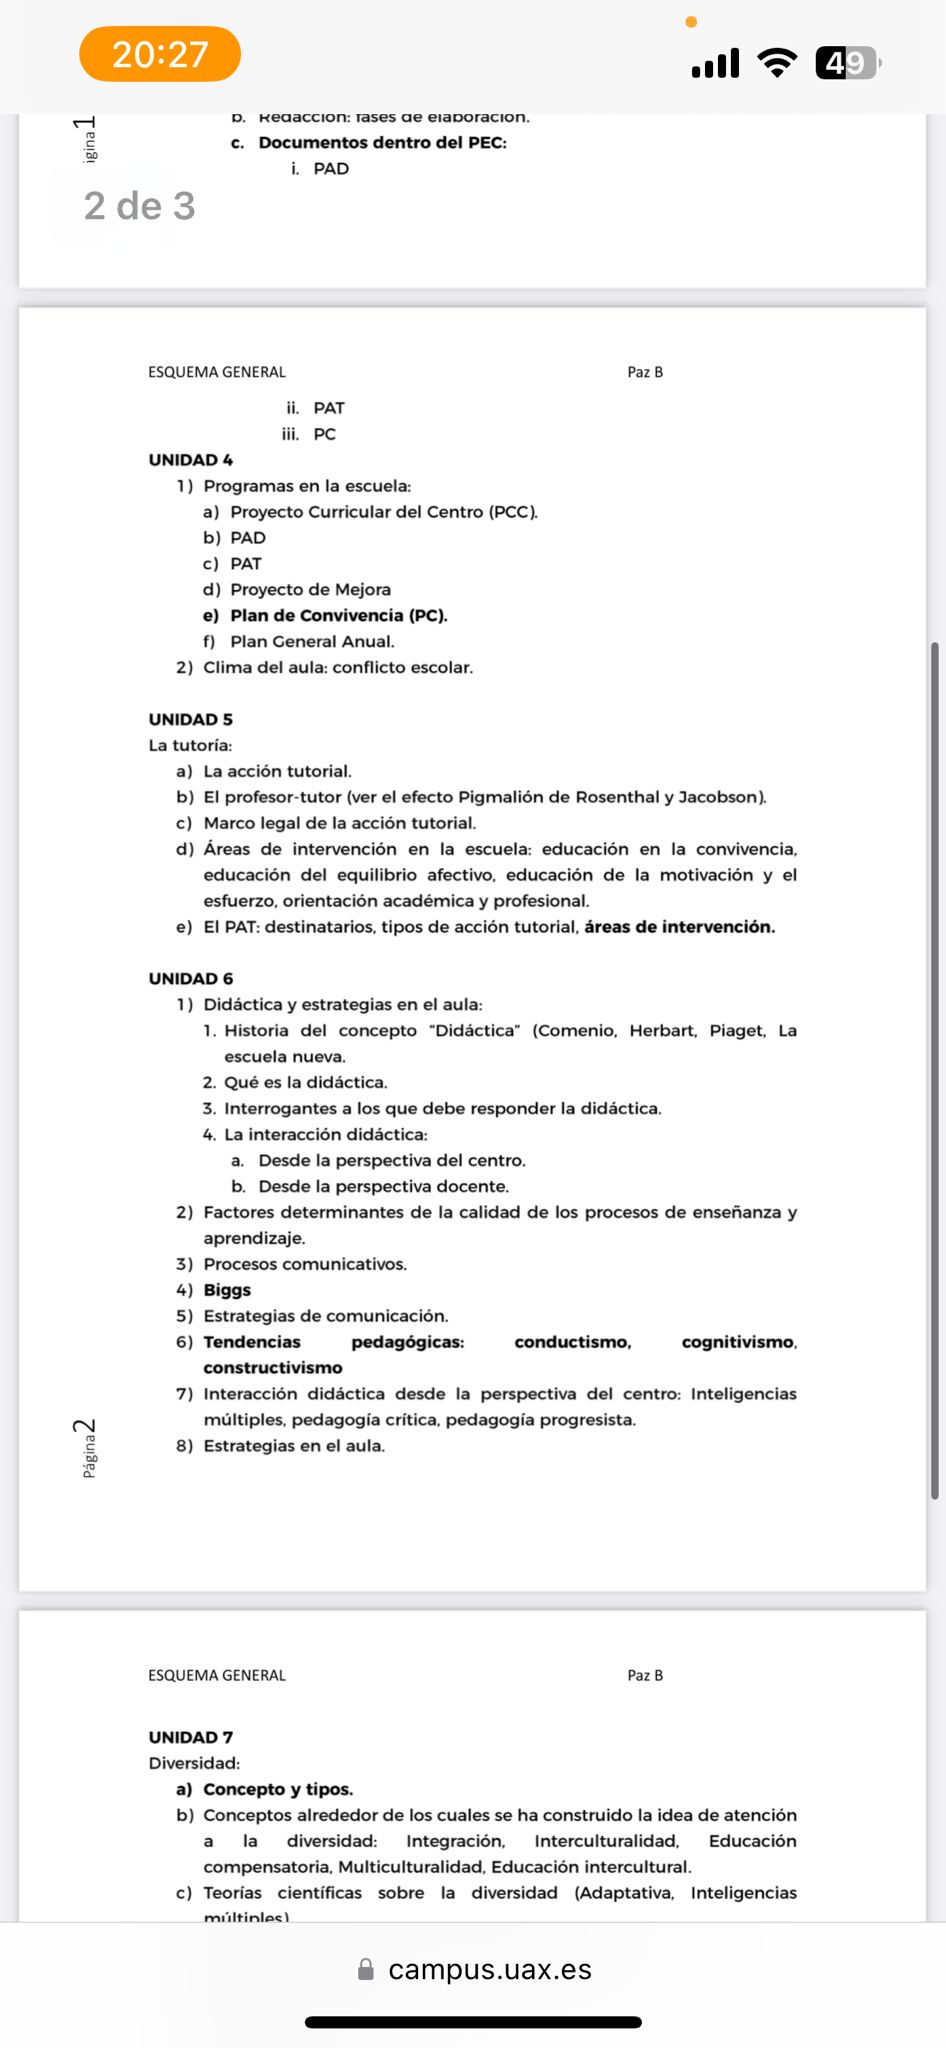 20:27
49
b. Redacción: fases de elaboración.
c. Documentos dentro del PEC:
i. PAD
ágina 1
2 de 3
ESQUEMA GENERAL Paz B
ii. PAT
iii. PC
UNIDAD 4
1) Programas en la escuela:
a) Proyecto Curricular del Centro (PCC).
b) PAD
c) PAT
d) Proyecto de Mejora
e) Plan de Convivencia (PC).
f) Plan General Anual.
2) Clima del aula: conflicto escolar.
UNIDAD 5
La tutoría:
a) La acción tutorial.
b) El profesor-tutor (ver el efecto Pigmalión de Rosenthal y Jacobson).
c) Marco legal de la acción tutorial.
d) Áreas de intervención en la escuela: educación en la convivencia,
educación del equilibrio afectivo, educación de la motivación y el
esfuerzo, orientación académica y profesional.
e) El PAT: destinatarios, tipos de acción tutorial, áreas de intervención.
UNIDAD 6
1) Didáctica y estrategias en el aula:
1. Historia del concepto “Didáctica” (Comenio, Herbart, Piaget, La
escuela nueva.
2. Qué es la didáctica.
3. Interrogantes a los que debe responder la didáctica.
4. La interacción didáctica:
a. Desde la perspectiva del centro.
b. Desde la perspectiva docente.
2) Factores determinantes de la calidad de los procesos de enseñanza y
aprendizaje.
3) Procesos comunicativos.
4) Biggs
5) Estrategias de comunicación.
6) Tendencias pedagógicas: conductismo, cognitivismo,
constructivismo
7) Interacción didáctica desde la perspectiva del centro: Inteligencias
múltiples, pedagogía crítica, pedagogía progresista.
8) Estrategias en el aula.
Página 2
ESQUEMA GENERAL Paz B
UNIDAD 7
Diversidad:
a) Concepto y tipos.
b) Conceptos alrededor de los cuales se ha construido la idea de atención
a la diversidad: Integración, Interculturalidad, Educación
compensatoria, Multiculturalidad, Educación intercultural.
c) Teorías científicas sobre la diversidad (Adaptativa, Inteligencias
múltiples)
campus.uax.es